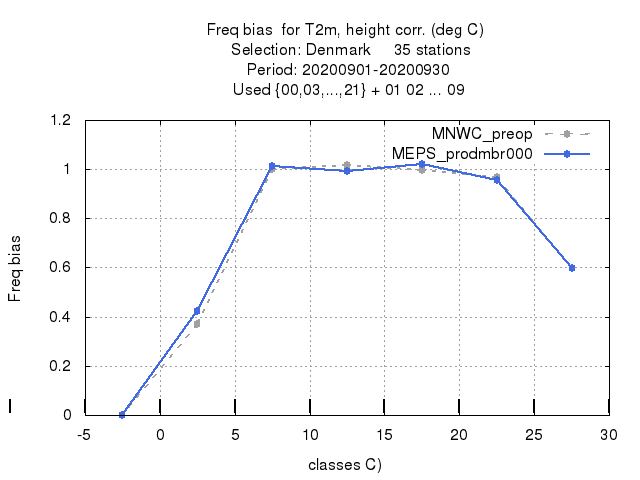 Freq bias  for T2m, height corr. (deg C)
Selection: Denmark     35 stations
Period: 20200901-20200930
Used {00,03,...,21} + 01 02 ... 09
MNWC_preop
MEPS_prodmbr000
1.2
1
0.8
0.6
0.4
0.2
0
Freq bias
-5
0
5
10
15
20
25
30
classes C)